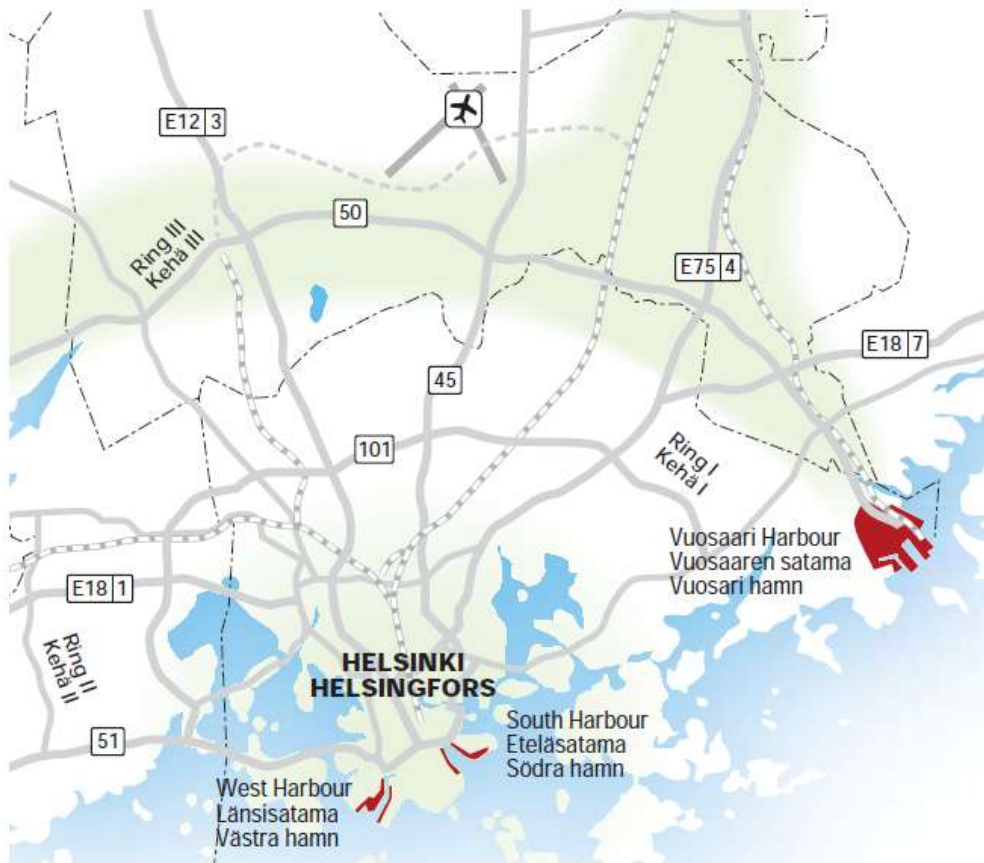 E12 3
50
Ring III
Kehä III
E75 4
E18 7
45
101
Ring I
Kehä I
Vuosaari Harbour
Vuosaaren satama
Vuosari hamn
E18 1
Ring II
Kehä II
HELSINKI
HELSINGFORS
51
South Harbour
Eteläsatama
Södra hamn
West Harbour
Länsisatama
Västra hamn